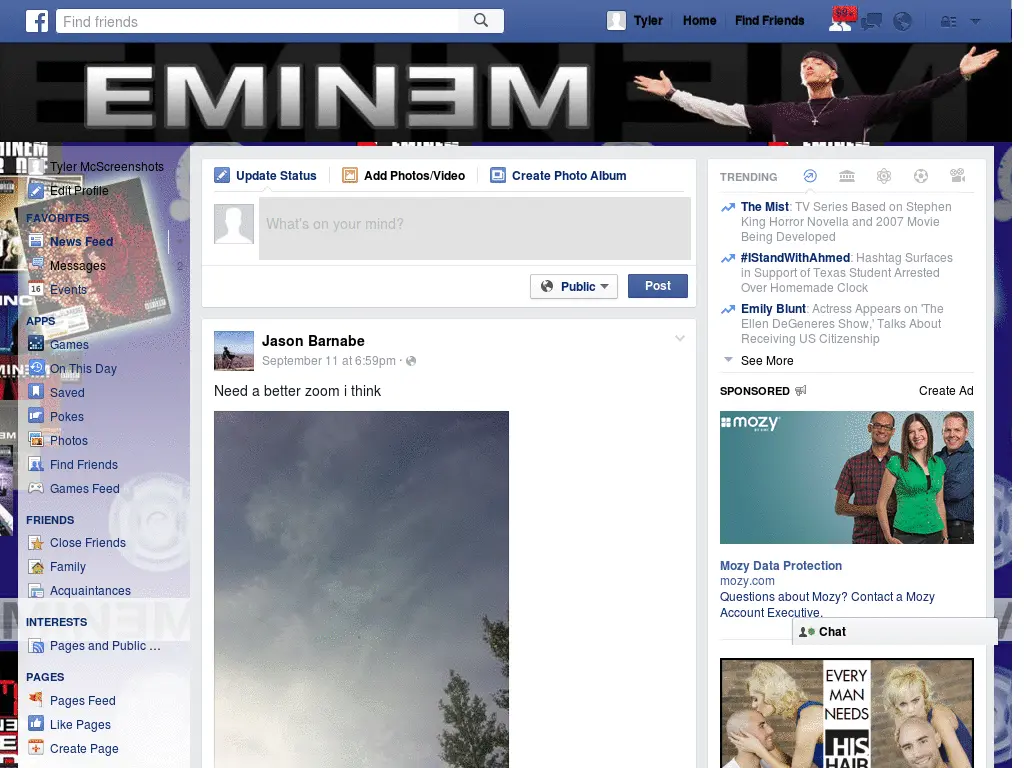 Find friends
Tyler
Home
Find Friends
99+
EMINEM
Tyler McScreenshots
Edit Profile
FAVORITES
News Feed
Messages
2
16
Events
APPS
Games
On This Day
Saved
Pokes
Photos
Find Friends
Games Feed
FRIENDS
Close Friends
Family
Acquaintances
INTERESTS
Pages and Public ...
PAGES
Pages Feed
Like Pages
Create Page
Update Status
Add Photos/Video
Create Photo Album
What's on your mind?
Public
Post
Jason Barnabe
September 11 at 6:59pm ·
Need a better zoom i think
TRENDING
The Mist: TV Series Based on Stephen
King Horror Novella and 2007 Movie
Being Developed
#IStandWithAhmed: Hashtag Surfaces
in Support of Texas Student Arrested
Over Homemade Clock
Emily Blunt: Actress Appears on 'The
Ellen DeGeneres Show,' Talks About
Receiving US Citizenship
See More
SPONSORED
Create Ad
mozy
Mozy Data Protection
mozy.com
Questions about Mozy? Contact a Mozy
Account Executive.
Chat
EVERY
MAN
NEEDS
HIS
HAIR